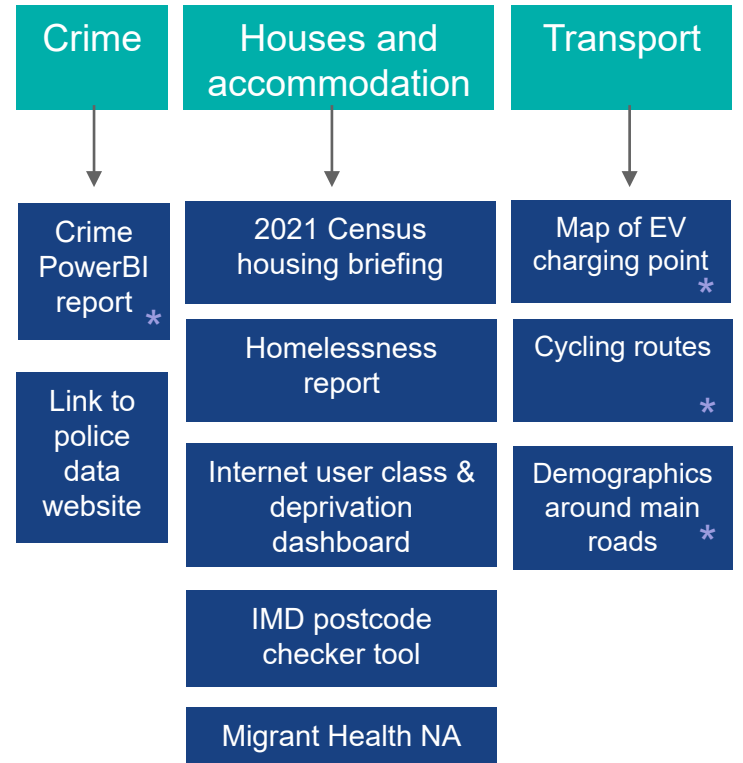 Crime
Houses and
accommodation
Transport
Crime
PowerBI
report
*
Link to
police
data
website
2021 Census
housing briefing
Homelessness
report
Internet user class &
deprivation
dashboard
IMD postcode
checker tool
Migrant Health NA
Map of EV
charging point
*
Cycling routes
*
Demographics
around main
roads *